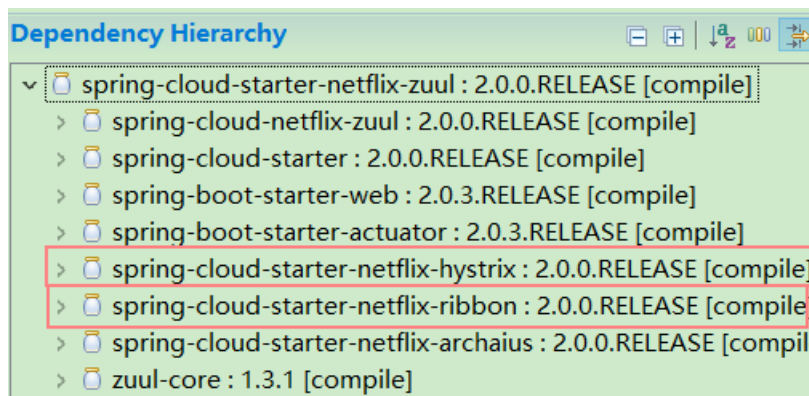 Dependency Hierarchy
spring-cloud-starter-netflix-zuul : 2.0.0.RELEASE [compile]
spring-cloud-netflix-zuul : 2.0.0.RELEASE [compile]
spring-cloud-starter : 2.0.0.RELEASE [compile]
spring-boot-starter-web : 2.0.3.RELEASE [compile]
spring-boot-starter-actuator : 2.0.3.RELEASE [compile]
spring-cloud-starter-netflix-hystrix : 2.0.0.RELEASE [compile]
spring-cloud-starter-netflix-ribbon : 2.0.0.RELEASE [compile
spring-cloud-starter-netflix-archaius : 2.0.0.RELEASE [compil
zuul-core : 1.3.1 [compile]